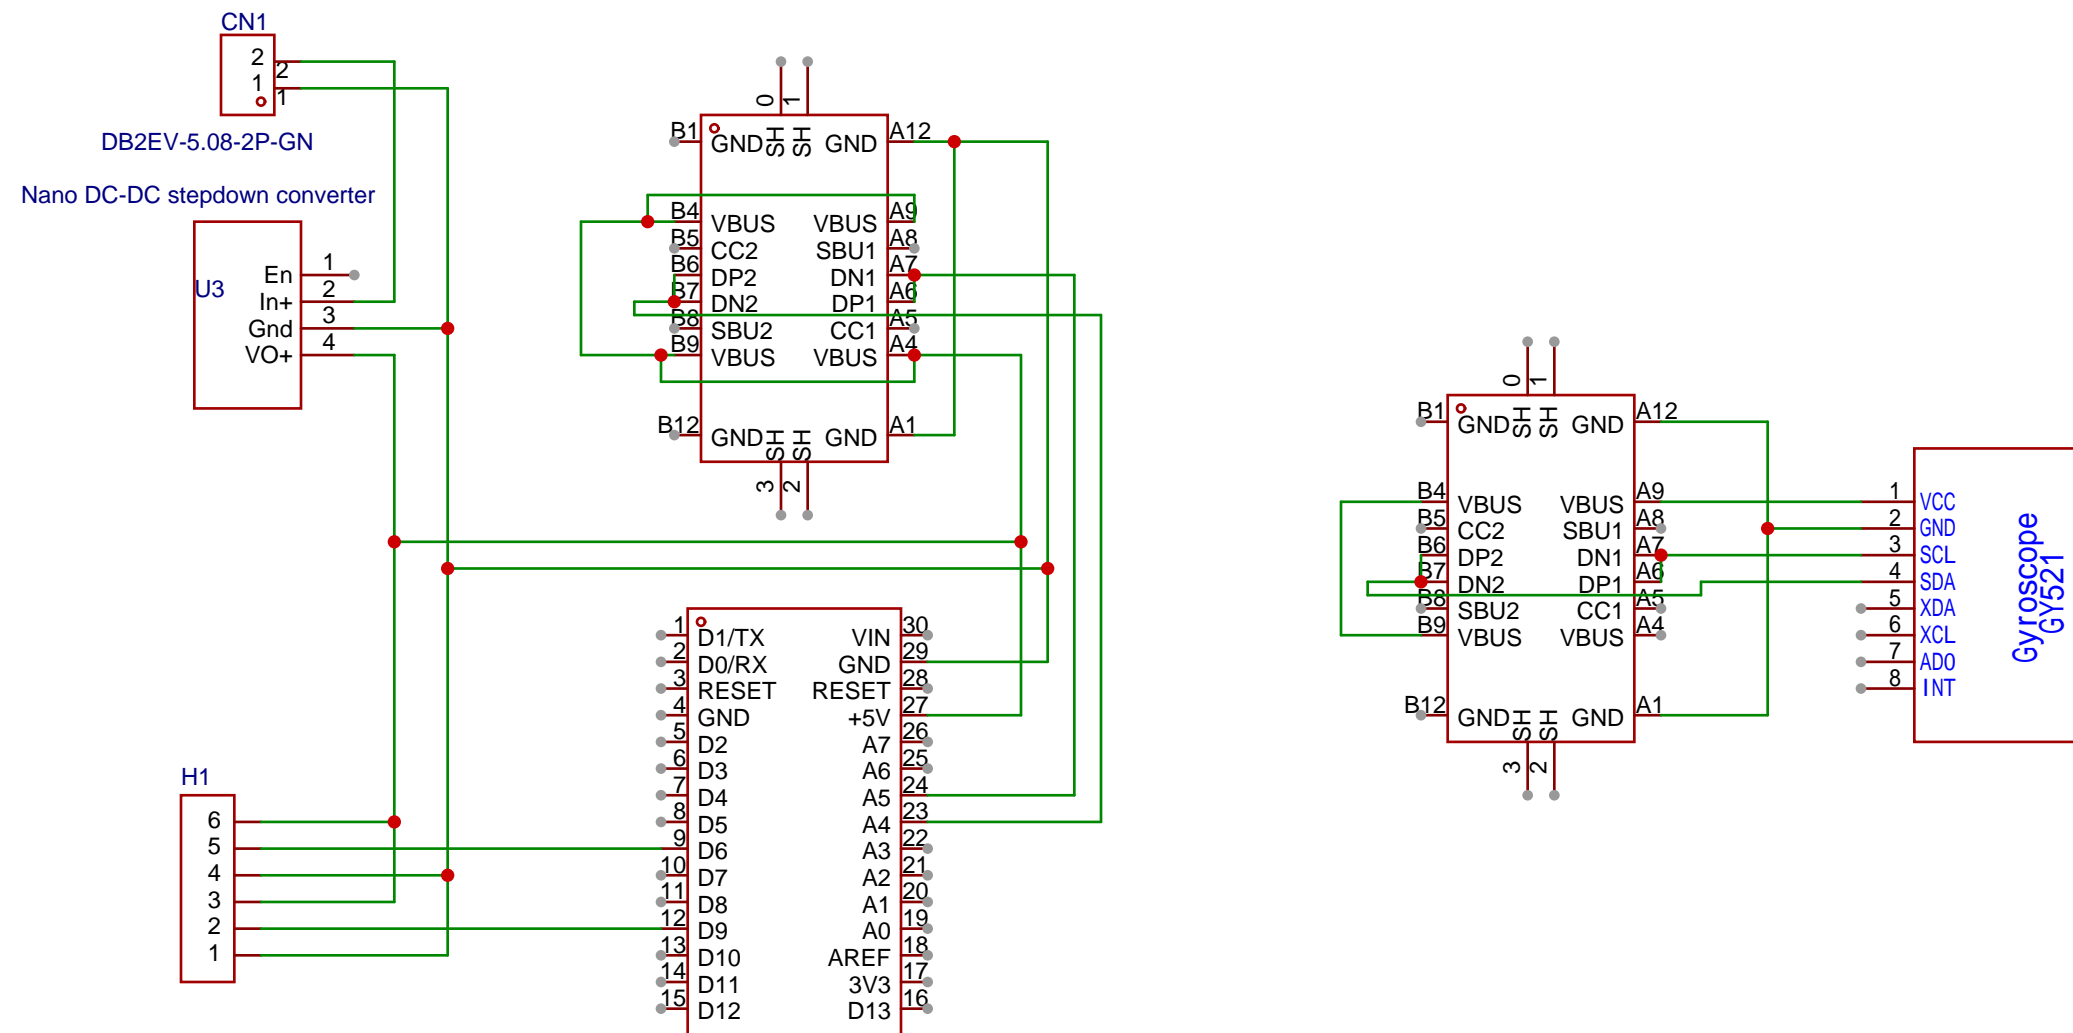 CN1
2
2
1
1
DB2EV-5.08-2P-GN
Nano DC-DC stepdown converter
U3
En 1
In+ 2
Gnd 3
VO+ 4
0 1
SH SH
B1 GND GND A12
B4 VBUS VBUS A9
B5 CC2 SBU1 A8
B6 DP2 DN1 A7
B7 DN2 DP1 A6
B8 SBU2 CC1 A5
B9 VBUS VBUS A4
B12 GND GND A1
SH SH
3 2
0 1
SH SH
B1 GND GND A12
B4 VBUS VBUS A9
B5 CC2 SBU1 A8
B6 DP2 DN1 A7
B7 DN2 DP1 A6
B8 SBU2 CC1 A5
B9 VBUS VBUS A4
B12 GND GND A1
SH SH
3 2
1 VCC
2 GND
3 SCL
4 SDA
5 XDA
6 XCL
7 ADO
8 INT
Gyroscope
GY521
1 D1/TX VIN 30
2 D0/RX GND 29
3 RESET RESET 28
4 GND +5V 27
5 D2 A7 26
6 D3 A6 25
7 D4 A5 24
8 D5 A4 23
9 D6 A3 22
10 D7 A2 21
11 D8 A1 20
12 D9 A0 19
13 D10 AREF 18
14 D11 3V3 17
15 D12 D13 16
H1
6
5
4
3
2
1